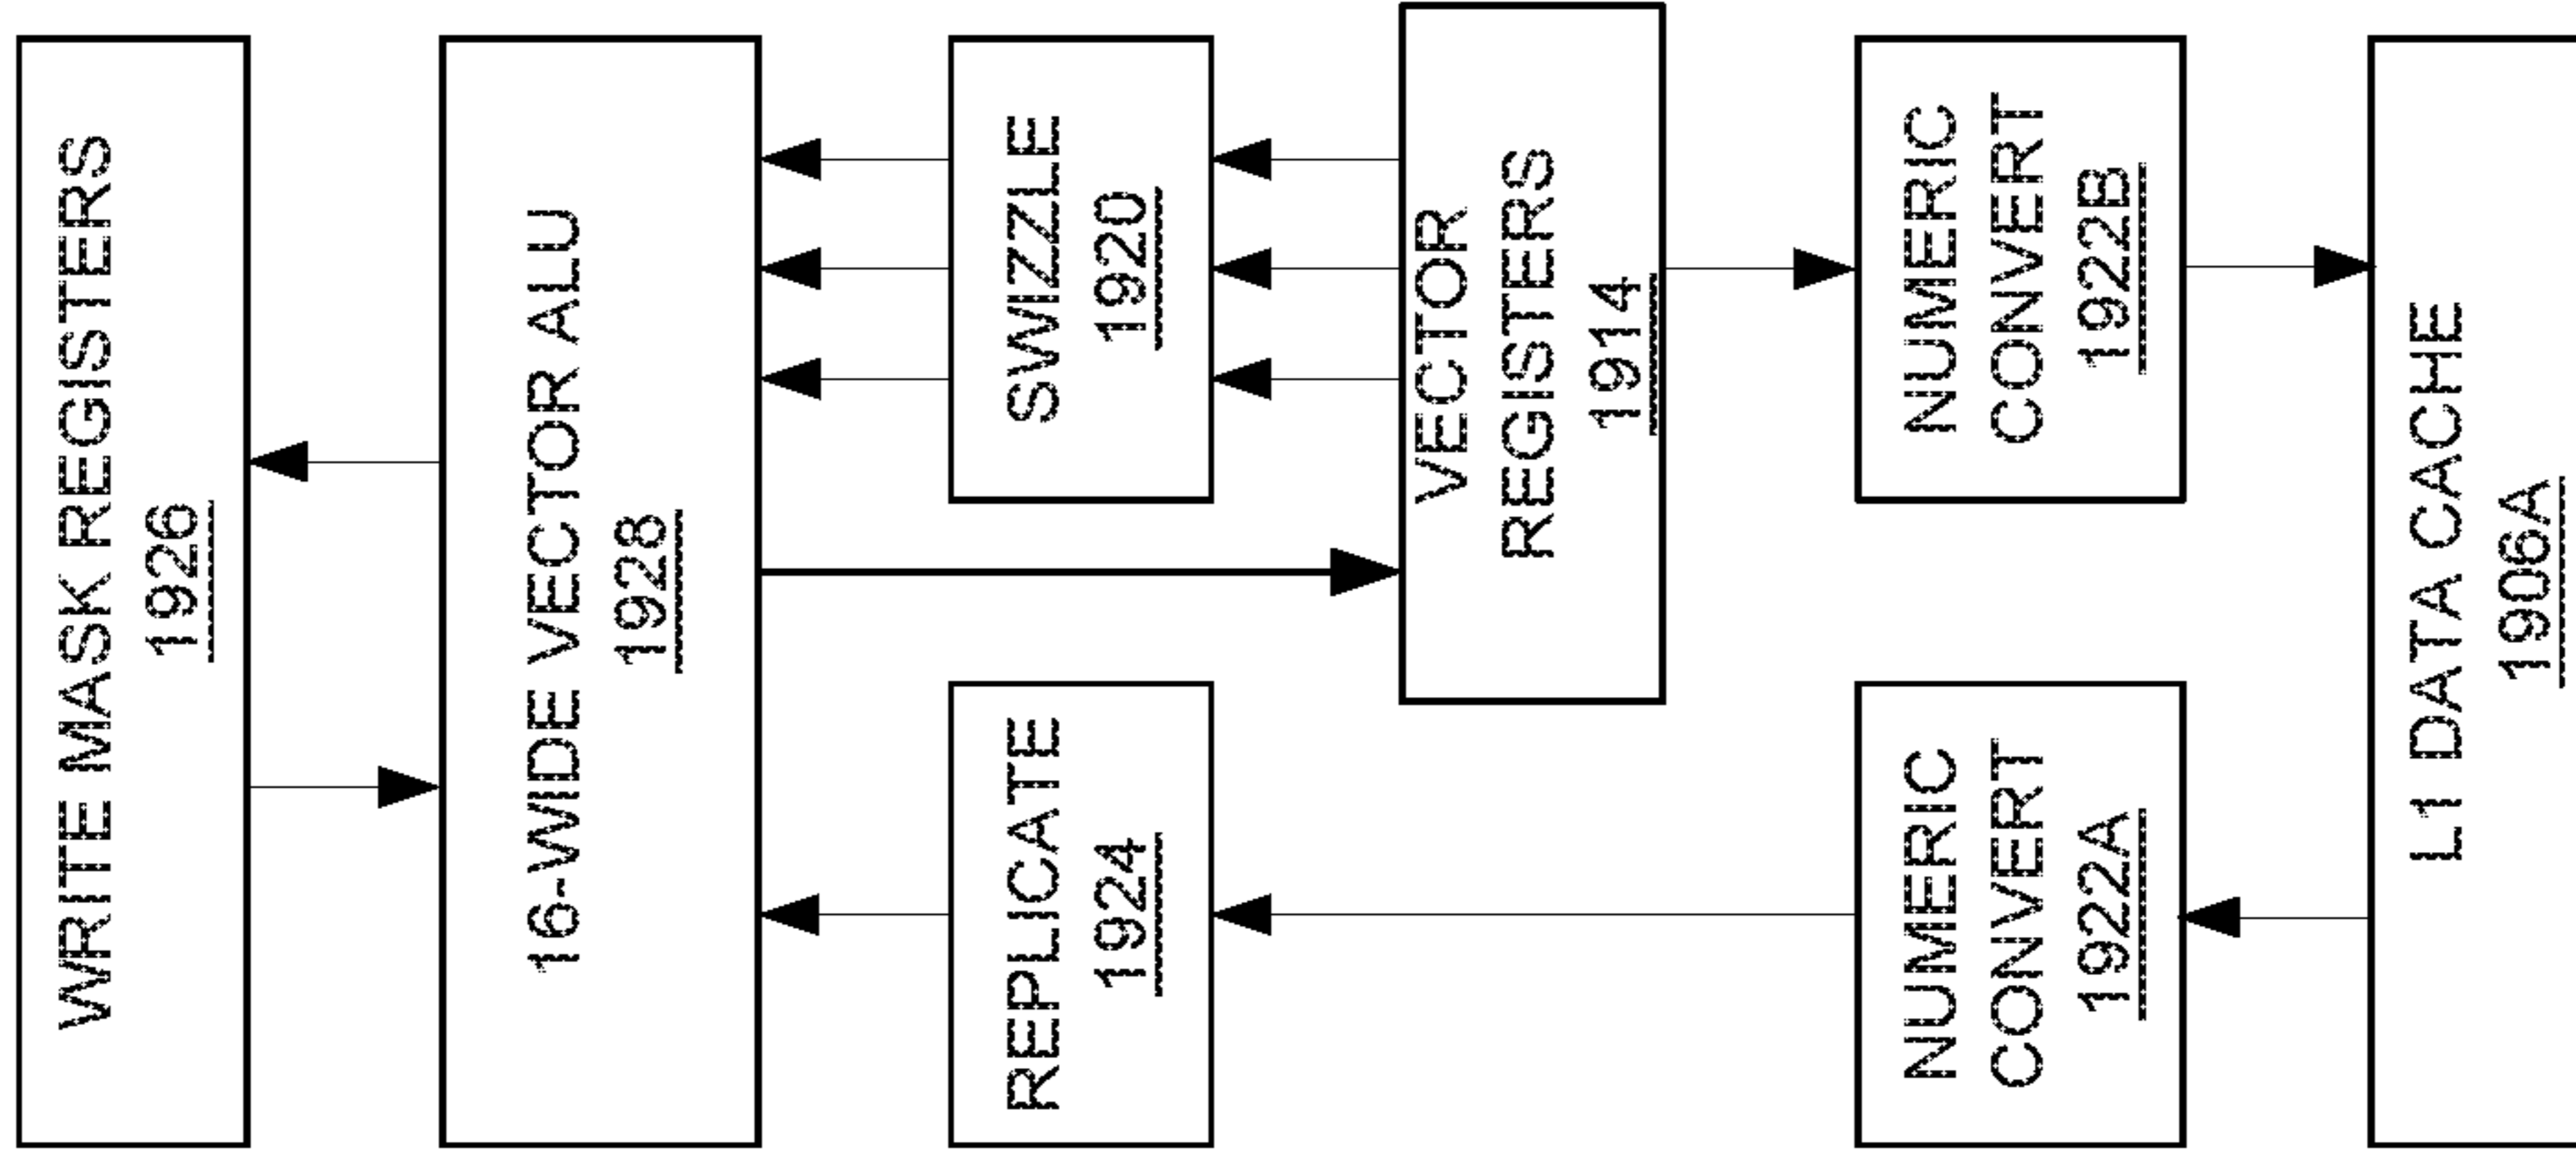 WRITE MASK REGISTERS
1926
16-WIDE VECTOR ALU
1928
REPLICATE
1924
SWIZZLE
1920
VECTOR
REGISTERS
1914
NUMERIC
CONVERT
1922A
NUMERIC
CONVERT
1922B
L1 DATA CACHE
1906A